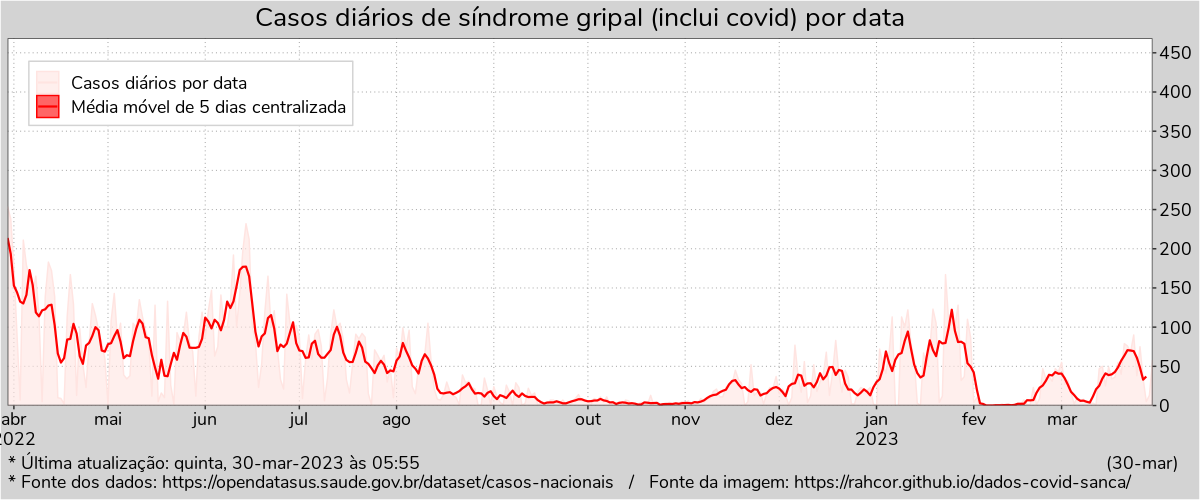 Casos diários de síndrome gripal (inclui covid) por data
Casos diários por data
Média móvel de 5 dias centralizada
450
400
350
300
250
200
150
100
50
0
abr mai jun jul ago set out nov dez jan fev mar
2022 2023
* Última atualização: quinta, 30-mar-2023 às 05:55 (30-mar)
* Fonte dos dados: https://opendatasus.saude.gov.br/dataset/casos-nacionais / Fonte da imagem: https://rahcor.github.io/dados-covid-sanca/